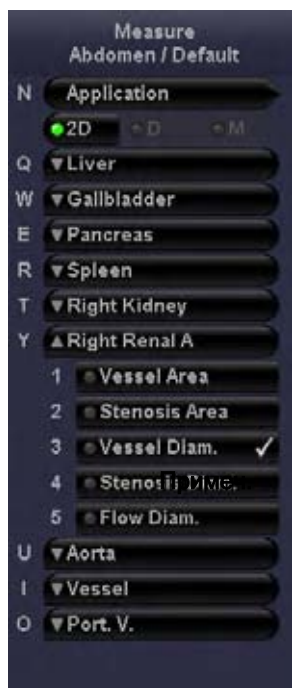 Measure
Abdomen / Default
N Application
2D D M
Q Liver
W Gallbladder
E Pancreas
R Spleen
T Right Kidney
Y Right Renal A
1 Vessel Area
2 Stenosis Area
3 Vessel Diam. ✓
4
5 Flow Diam.
U Aorta
I Vessel
O Port. V.